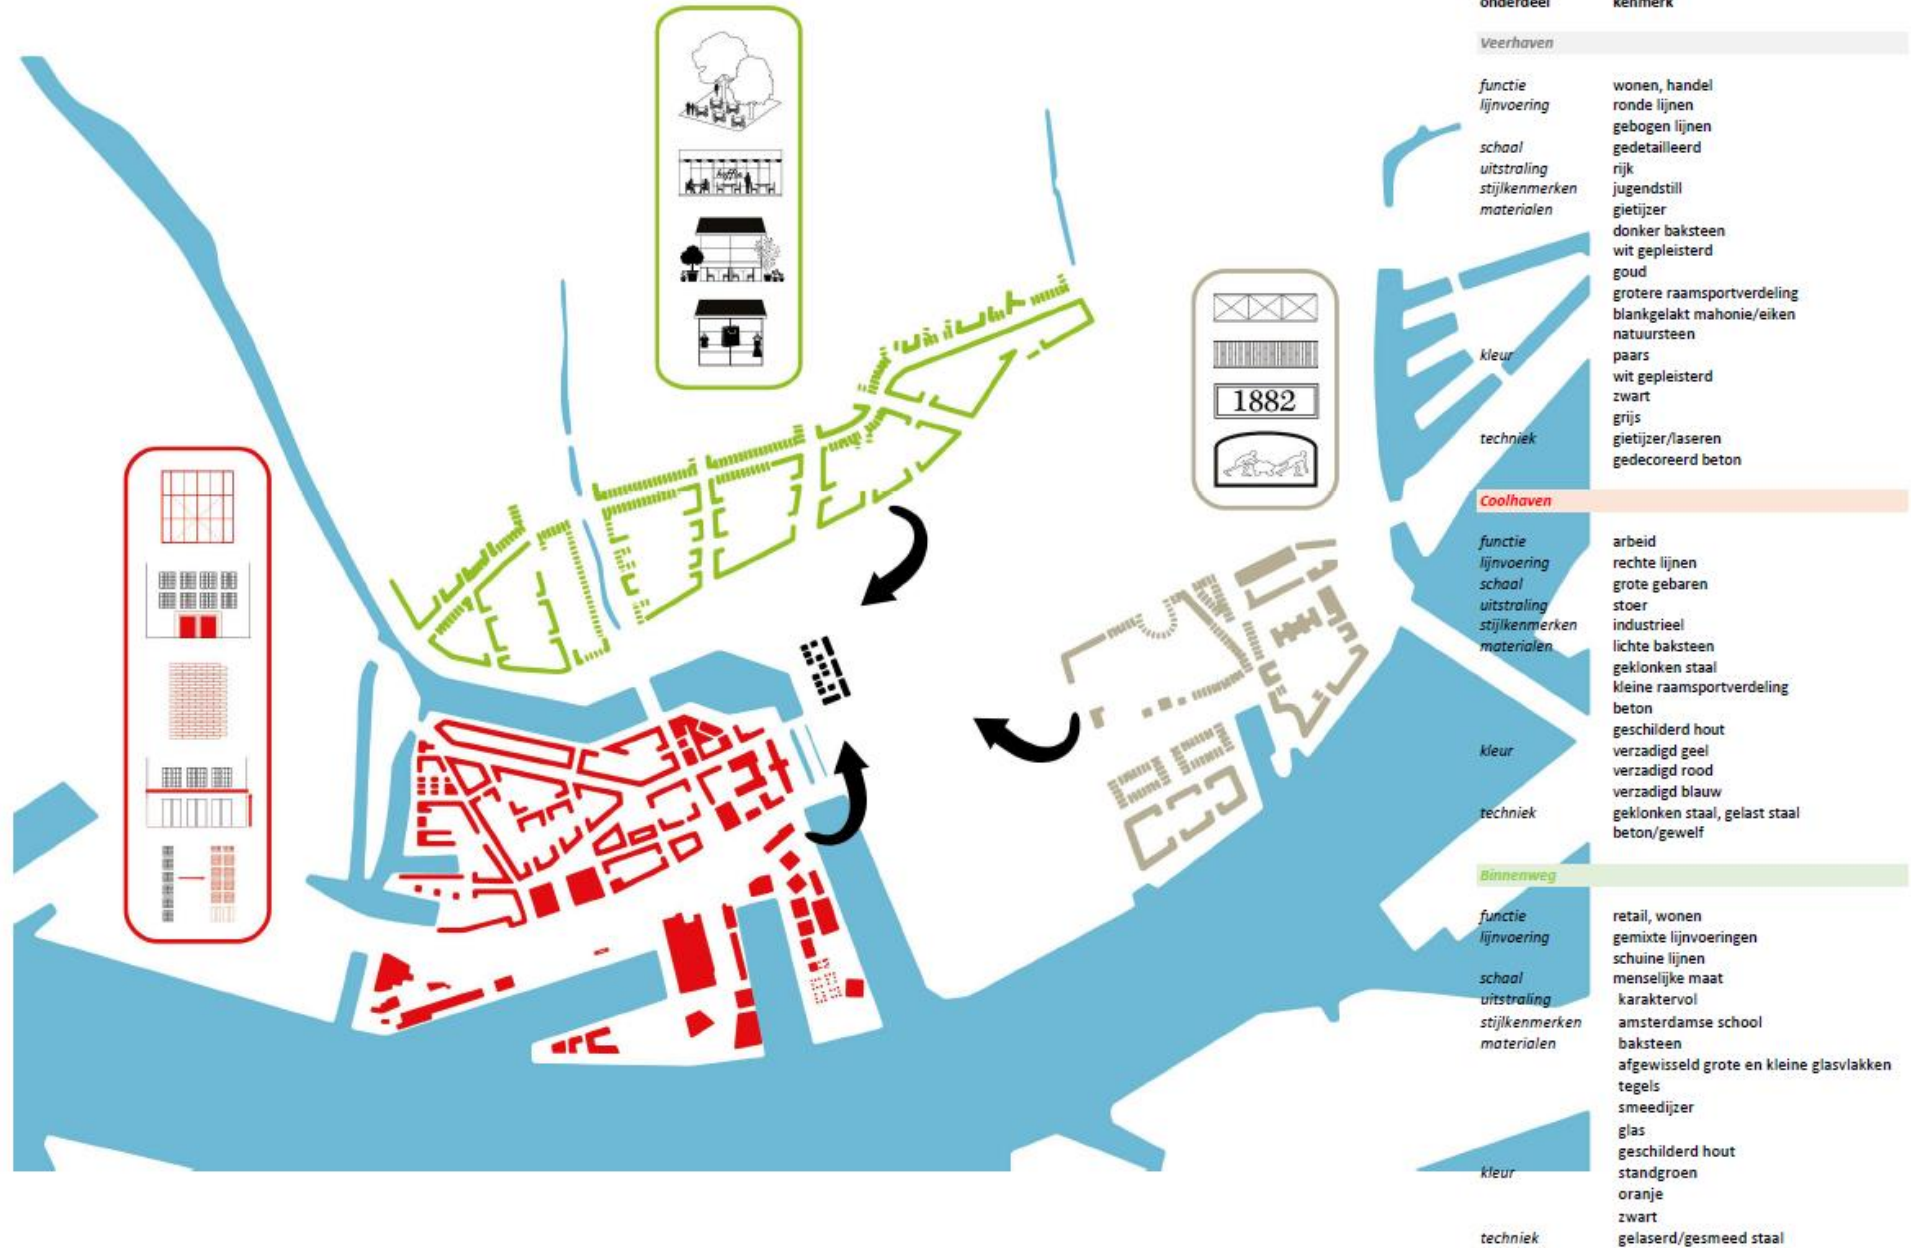 koffie
1882
onderdeel kenmerk
Veerhaven
functie wonen, handel
lijnvoering ronde lijnen
gebogen lijnen
schaal gedetailleerd
uitstraling rijk
stijlkenmerken jugendstill
materialen gietijzer
donker baksteen
wit gepleisterd
goud
grotere raamsportverdeling
blankgelakt mahonie/eiken
natuursteen
kleur paars
wit gepleisterd
zwart
grijs
techniek gietijzer/laseren
gedecoreerd beton
Coolhaven
functie arbeid
lijnvoering rechte lijnen
schaal grote gebaren
uitstraling stoer
stijlkenmerken industrieel
materialen lichte baksteen
geklonken staal
kleine raamsportverdeling
beton
geschilderd hout
kleur verzadigd geel
verzadigd rood
verzadigd blauw
techniek geklonken staal, gelast staal
beton/gewelf
Binnenweg
functie retail, wonen
lijnvoering gemixte lijnvoeringen
schuine lijnen
schaal menselijke maat
uitstraling karaktervol
stijlkenmerken amsterdamse school
materialen baksteen
afgewisseld grote en kleine glasvlakken
tegels
smeedijzer
glas
geschilderd hout
kleur standgroen
oranje
zwart
techniek gelaserd/gesmeed staal